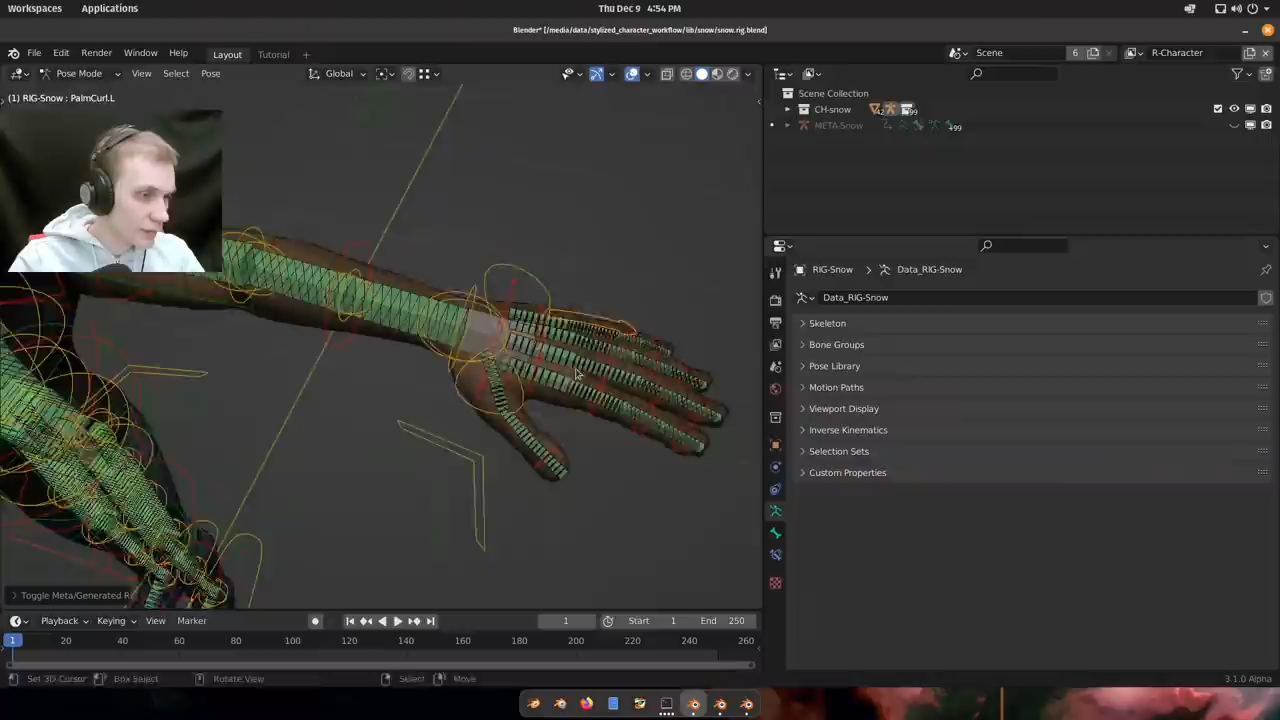 Workspaces Applications Thu Dec 9 4:54 PM
Blender* [/media/data/stylized_character_workflow/lib/snow/snow.rig.blend]
File Edit Render Window Help Layout Tutorial + Scene 6 R-Character
Pose Mode View Select Pose Global
(1) RIG-Snow : PalmCurl.L
Scene Collection
CH-snow 42 99
META-Snow +99
RIG-Snow > Data_RIG-Snow
Data_RIG-Snow
Skeleton
Bone Groups
Pose Library
Motion Paths
Viewport Display
Inverse Kinematics
Selection Sets
Custom Properties
Toggle Meta/Generated R
Playback Keying View Marker 1 Start 1 End 250
1 20 40 60 80 100 120 140 160 180 200 220 240 260
Set 3D Cursor Box Select Rotate View Select Move 3.1.0 Alpha